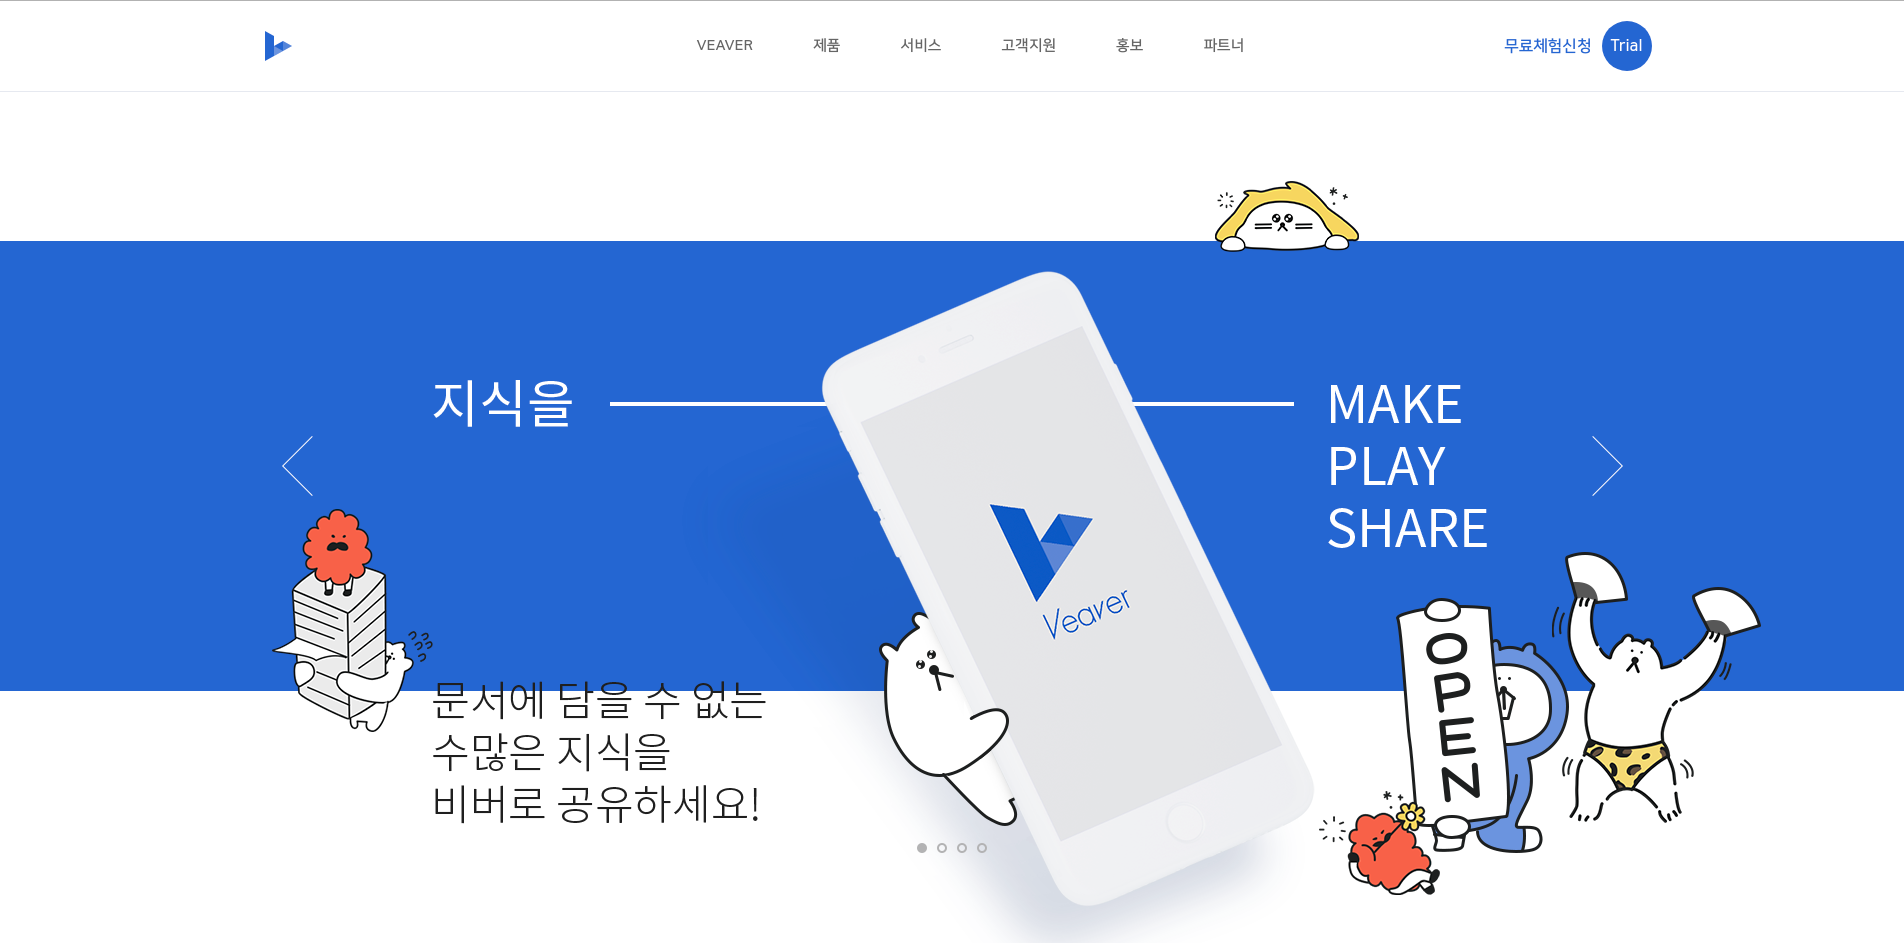 VEAVER
제품
서비스
고객지원
홍보
파트너
무료체험신청
Trial
지식을
MAKE
PLAY
SHARE
Veaver
OPEN
문서에 담을 수 없는
수많은 지식을
비버로 공유하세요!